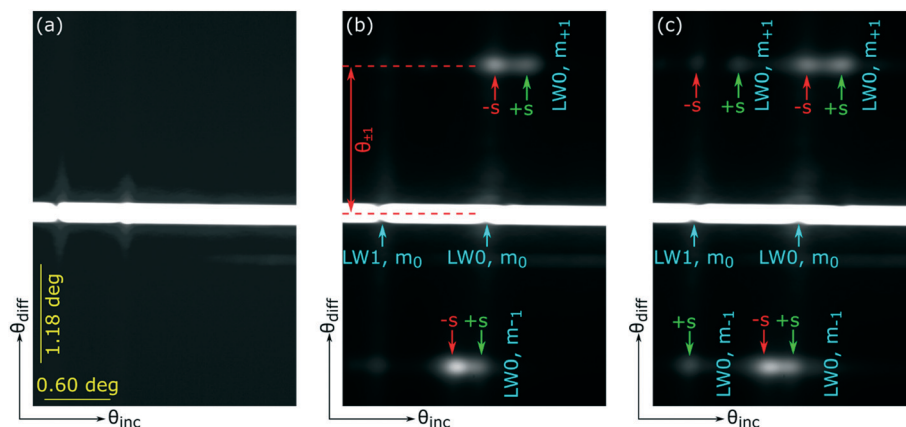 (a)
θdiff
1.18 deg
0.60 deg
θinc
(b)
-s
+s
LW0, m+1
θ±1
LW1, m0
LW0, m0
-s
+s
LW0, m-1
θdiff
θinc
(c)
-s
+s
LW0, m+1
-s
+s
LW0, m+1
LW1, m0
LW0, m0
+s
LW0, m-1
-s
+s
LW0, m-1
θdiff
θinc